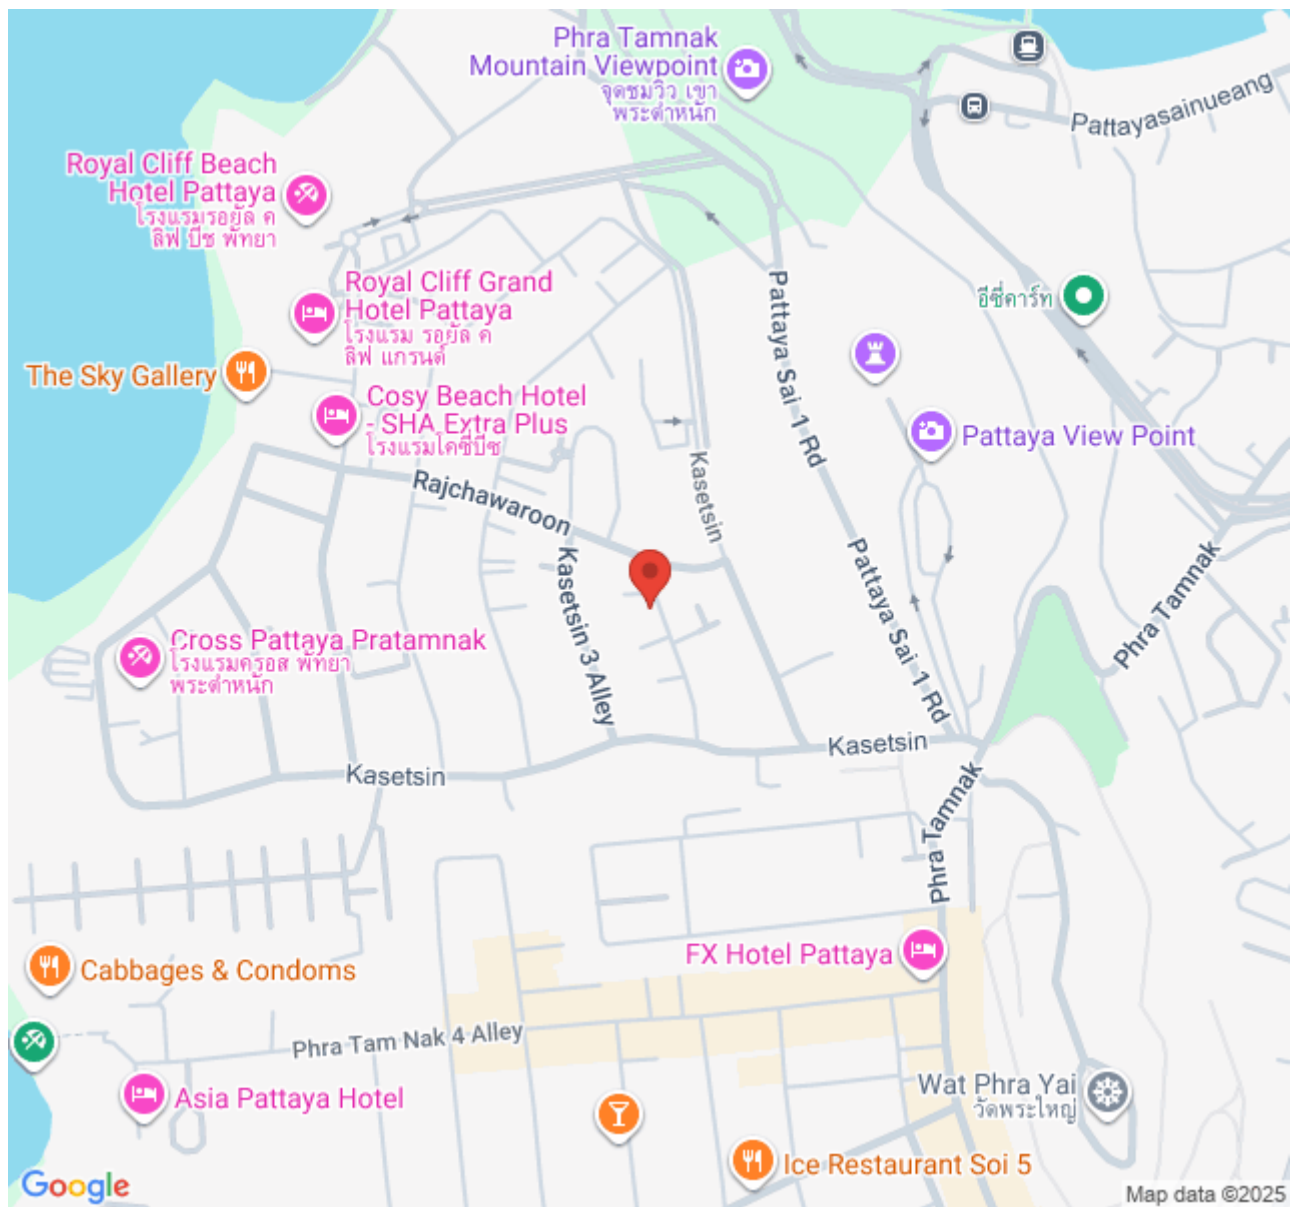 Phra Tamnak
Mountain Viewpoint
จุดชมวิว เขา
พระตำหนัก
Pattayasainueang
Royal Cliff Beach
Hotel Pattaya
โรงแรมรอยัล ค
ลิฟ บีช พัทยา
Royal Cliff Grand
Hotel Pattaya
โรงแรม รอยัล ค
ลิฟ แกรนด์
อีซี่คาร์ท
Pattaya Sai 1 Rd
The Sky Gallery
Cosy Beach Hotel
- SHA Extra Plus
โรงแรมโคซี่บีช
Pattaya View Point
Rajchawaroon
Kasetsin
Kasetsin 3 Alley
Pattaya Sai 1 Rd
Phra Tamnak
Cross Pattaya Pratamnak
โรงแรมครอส พัทยา
พระตำหนัก
Kasetsin
Kasetsin
Phra Tamnak
FX Hotel Pattaya
Cabbages & Condoms
Phra Tam Nak 4 Alley
Asia Pattaya Hotel
Wat Phra Yai
วัดพระใหญ่
Ice Restaurant Soi 5
Google
Map data ©2025